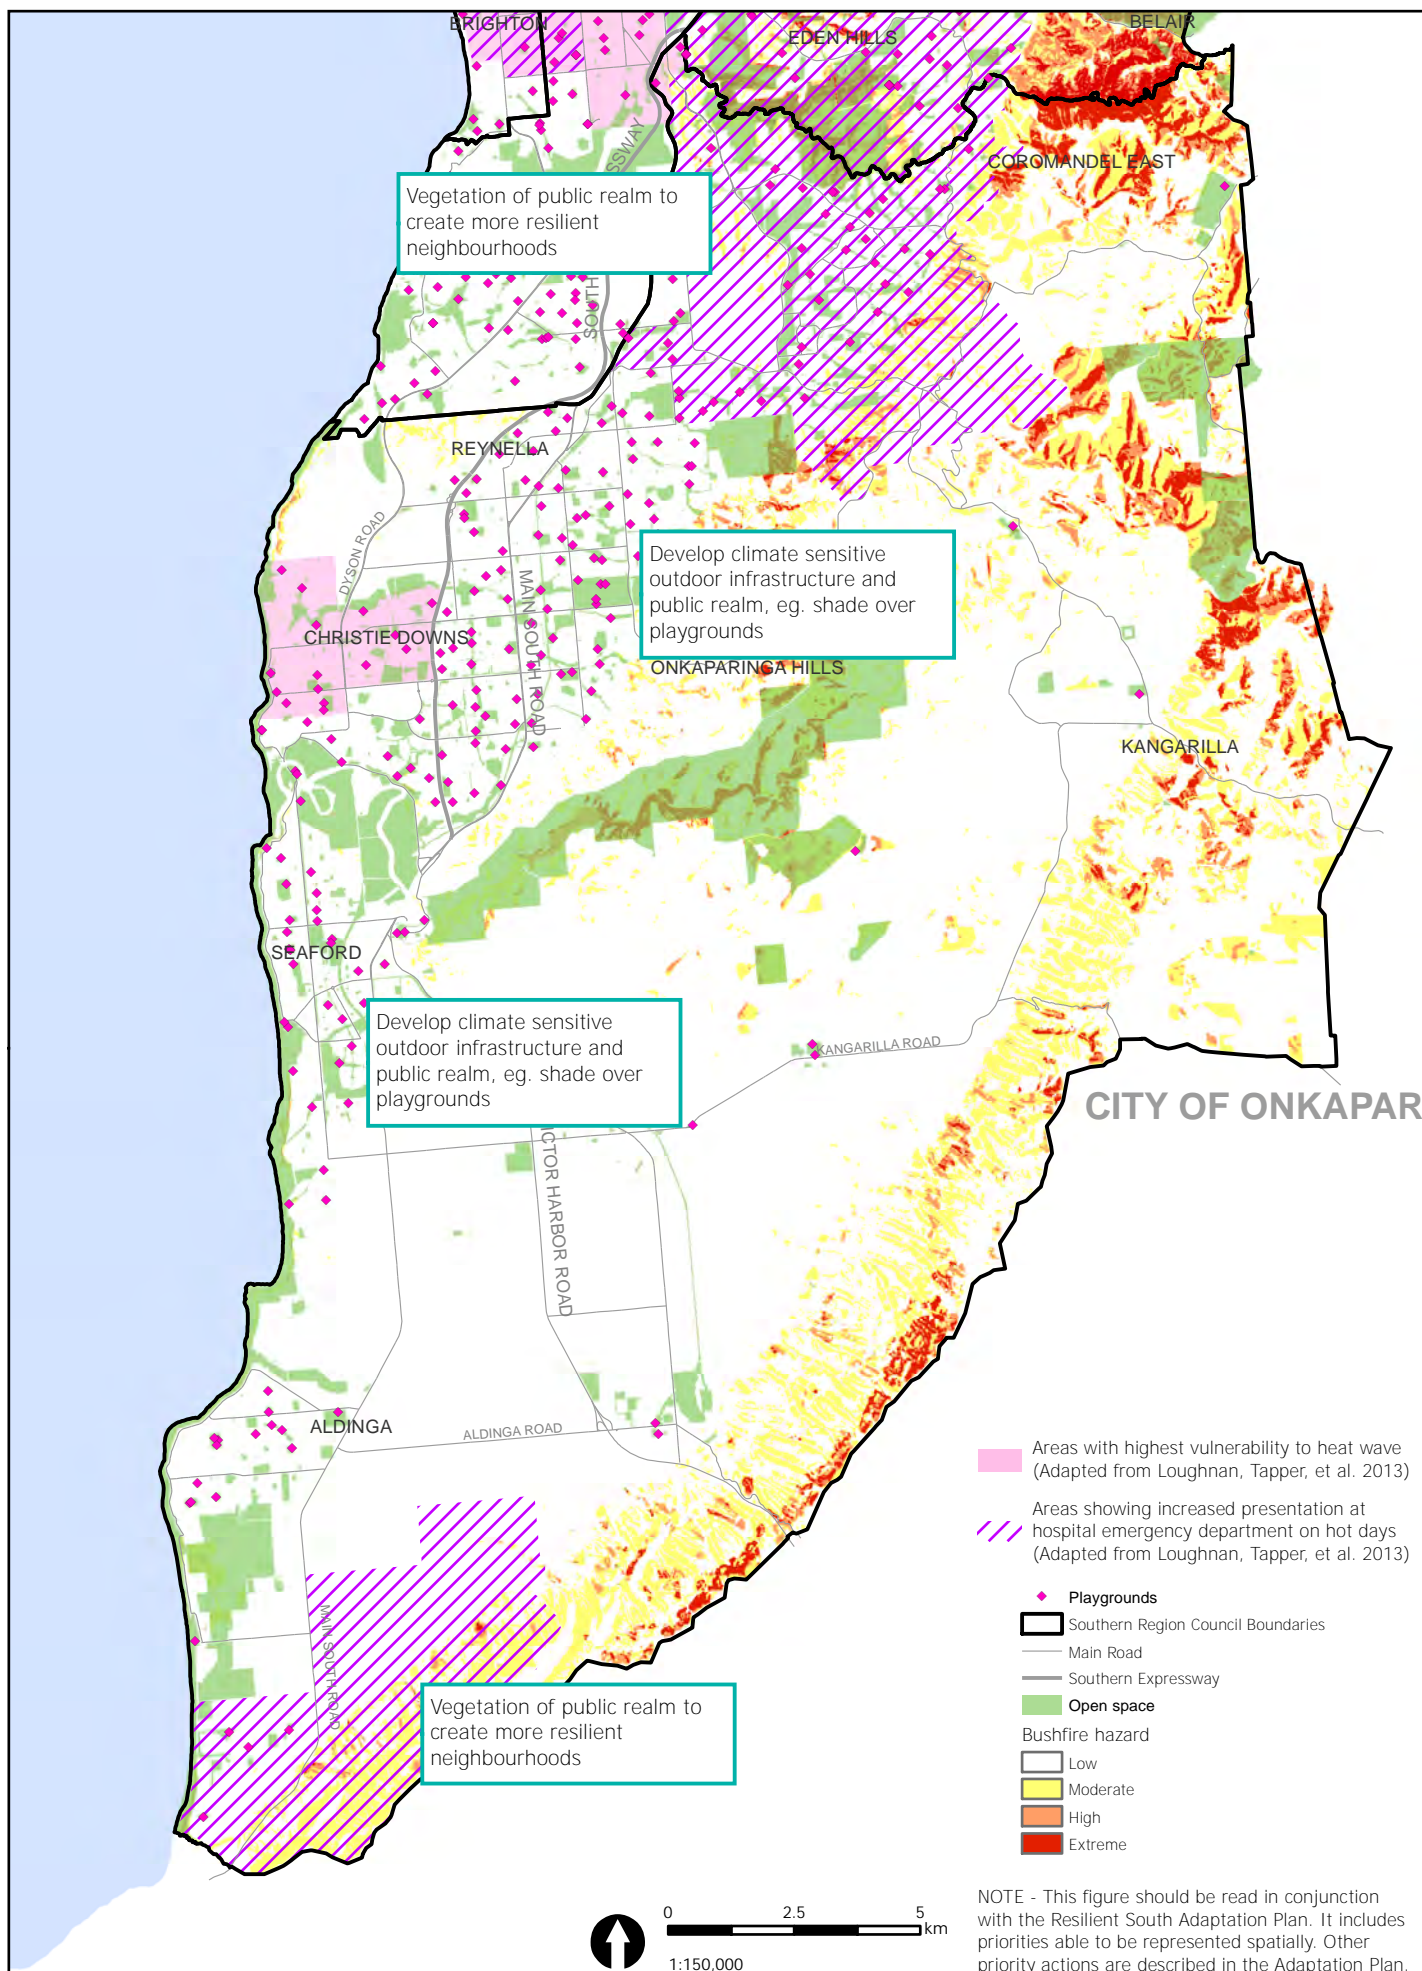 BRIGHTON
EDEN HILLS
BELAIR
SSWAY
COROMANDEL EAST
Vegetation of public realm to
create more resilient
neighbourhoods
SOUTH
REYNELLA
DYSON ROAD
MAIN SOUTH ROAD
Develop climate sensitive
outdoor infrastructure and
public realm, eg. shade over
playgrounds
CHRISTIE DOWNS
ONKAPARINGA HILLS
KANGARILLA
SEAFORD
Develop climate sensitive
outdoor infrastructure and
public realm, eg. shade over
playgrounds
KANGARILLA ROAD
CITY OF ONKAPAR
ICTOR HARBOR ROAD
ALDINGA
ALDINGA ROAD
MAIN SOUTH ROAD
Vegetation of public realm to
create more resilient
neighbourhoods
Areas with highest vulnerability to heat wave
(Adapted from Loughnan, Tapper, et al. 2013)
Areas showing increased presentation at
hospital emergency department on hot days
(Adapted from Loughnan, Tapper, et al. 2013)
Playgrounds
Southern Region Council Boundaries
Main Road
Southern Expressway
Open space
Bushfire hazard
Low
Moderate
High
Extreme
0 2.5 5
km
1:150,000
NOTE - This figure should be read in conjunction
with the Resilient South Adaptation Plan. It includes
priorities able to be represented spatially. Other
priority actions are described in the Adaptation Plan.